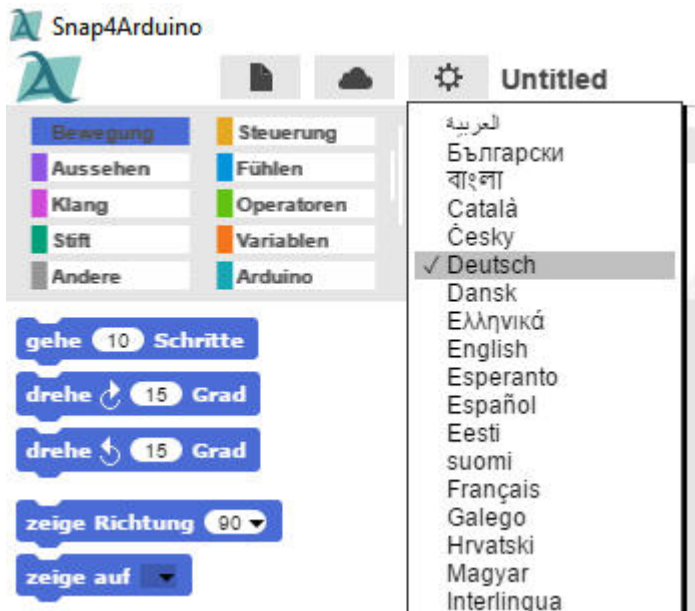 Snap4Arduino
Untitled
Bewegung
Steuerung
Aussehen
Fühlen
Klang
Operatoren
Stift
Variablen
Andere
Arduino
gehe 10 Schritte
drehe 15 Grad
drehe 15 Grad
zeige Richtung 90
zeige auf
العربية
Български
বাংলা
Català
Česky
✓ Deutsch
Dansk
Ελληνικά
English
Esperanto
Español
Eesti
suomi
Français
Galego
Hrvatski
Magyar
Interlingua